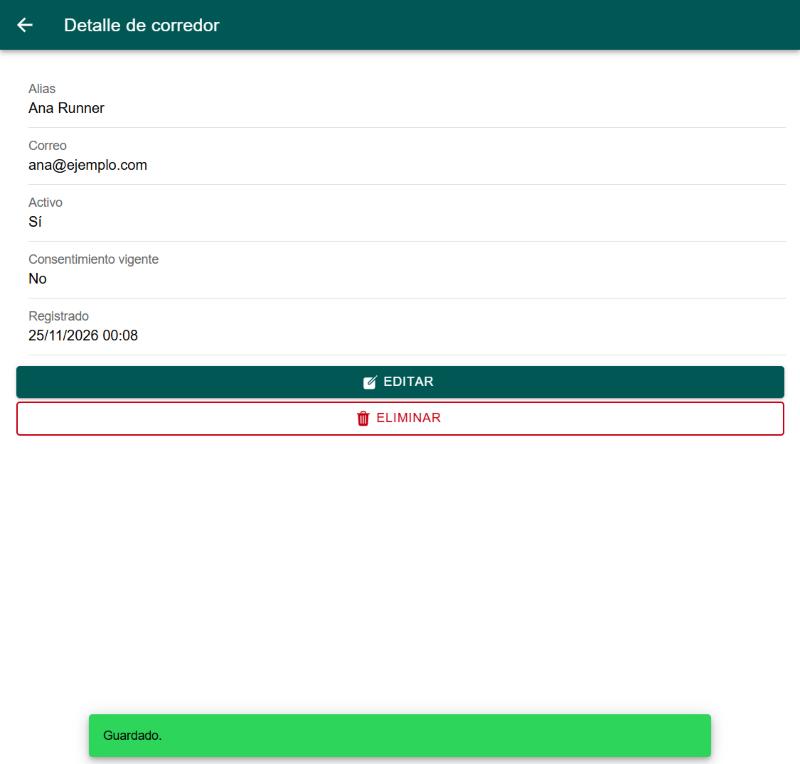 Detalle de corredor
Alias
Ana Runner
Correo
ana@ejemplo.com
Activo
Sí
Consentimiento vigente
No
Registrado
25/11/2026 00:08
EDITAR
ELIMINAR
Guardado.